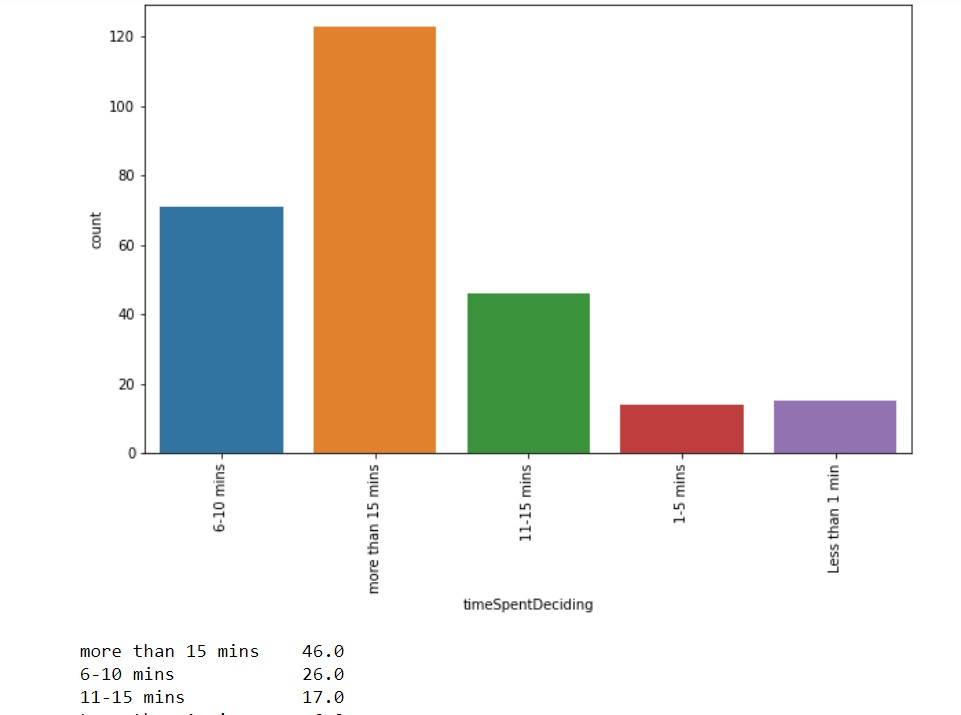 120
100
80
60
40
20
0
count
6-10 mins
more than 15 mins
11-15 mins
1-5 mins
Less than 1 min
timeSpentDeciding
more than 15 mins 46.0
6-10 mins 26.0
11-15 mins 17.0